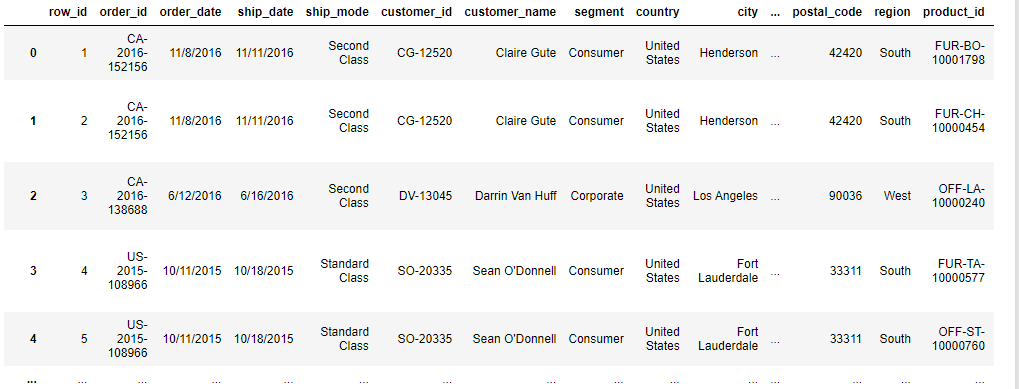 row_id order_id order_date ship_date ship_mode customer_id customer_name segment country city ... postal_code region product_id
0 1 CA-2016-152156 11/8/2016 11/11/2016 Second Class CG-12520 Claire Gute Consumer United States Henderson ... 42420 South FUR-BO-10001798
1 2 CA-2016-152156 11/8/2016 11/11/2016 Second Class CG-12520 Claire Gute Consumer United States Henderson ... 42420 South FUR-CH-10000454
2 3 CA-2016-138688 6/12/2016 6/16/2016 Second Class DV-13045 Darrin Van Huff Corporate United States Los Angeles ... 90036 West OFF-LA-10000240
3 4 US-2015-108966 10/11/2015 10/18/2015 Standard Class SO-20335 Sean O'Donnell Consumer United States Fort Lauderdale ... 33311 South FUR-TA-10000577
4 5 US-2015-108966 10/11/2015 10/18/2015 Standard Class SO-20335 Sean O'Donnell Consumer United States Fort Lauderdale ... 33311 South OFF-ST-10000760
... ... ... ... ... ... ... ... ... ... ... ... ... ... ...